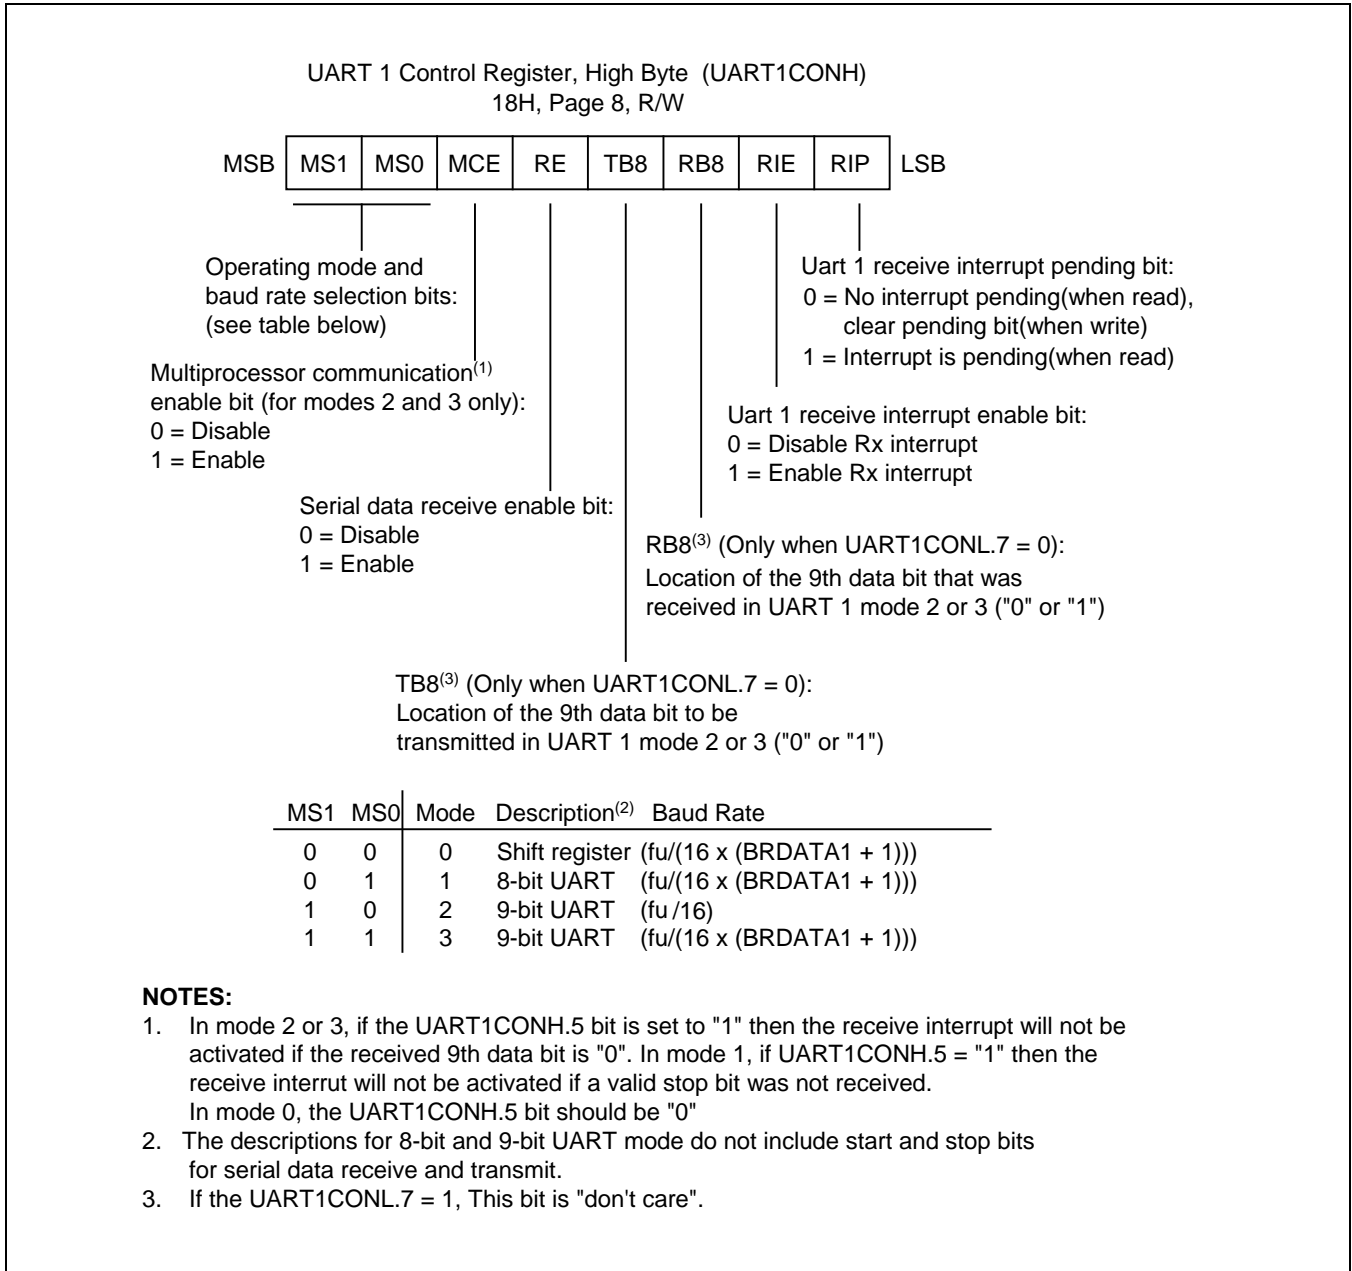 UART 1 Control Register, High Byte (UART1CONH)
18H, Page 8, R/W
MSB MS1 MS0 MCE RE TB8 RB8 RIE RIP LSB
Operating mode and
baud rate selection bits:
(see table below)
Uart 1 receive interrupt pending bit:
0 = No interrupt pending(when read),
clear pending bit(when write)
1 = Interrupt is pending(when read)
Multiprocessor communication(1)
enable bit (for modes 2 and 3 only):
0 = Disable
1 = Enable
Uart 1 receive interrupt enable bit:
0 = Disable Rx interrupt
1 = Enable Rx interrupt
Serial data receive enable bit:
0 = Disable
1 = Enable
RB8(3) (Only when UART1CONL.7 = 0):
Location of the 9th data bit that was
received in UART 1 mode 2 or 3 ("0" or "1")
TB8(3) (Only when UART1CONL.7 = 0):
Location of the 9th data bit to be
transmitted in UART 1 mode 2 or 3 ("0" or "1")
MS1 MS0 Mode Description(2) Baud Rate
0 0 0 Shift register (fu/(16 x (BRDATA1 + 1)))
0 1 1 8-bit UART (fu/(16 x (BRDATA1 + 1)))
1 0 2 9-bit UART (fu /16)
1 1 3 9-bit UART (fu/(16 x (BRDATA1 + 1)))
NOTES:
1. In mode 2 or 3, if the UART1CONH.5 bit is set to "1" then the receive interrupt will not be
activated if the received 9th data bit is "0". In mode 1, if UART1CONH.5 = "1" then the
receive interrut will not be activated if a valid stop bit was not received.
In mode 0, the UART1CONH.5 bit should be "0"
2. The descriptions for 8-bit and 9-bit UART mode do not include start and stop bits
for serial data receive and transmit.
3. If the UART1CONL.7 = 1, This bit is "don't care".